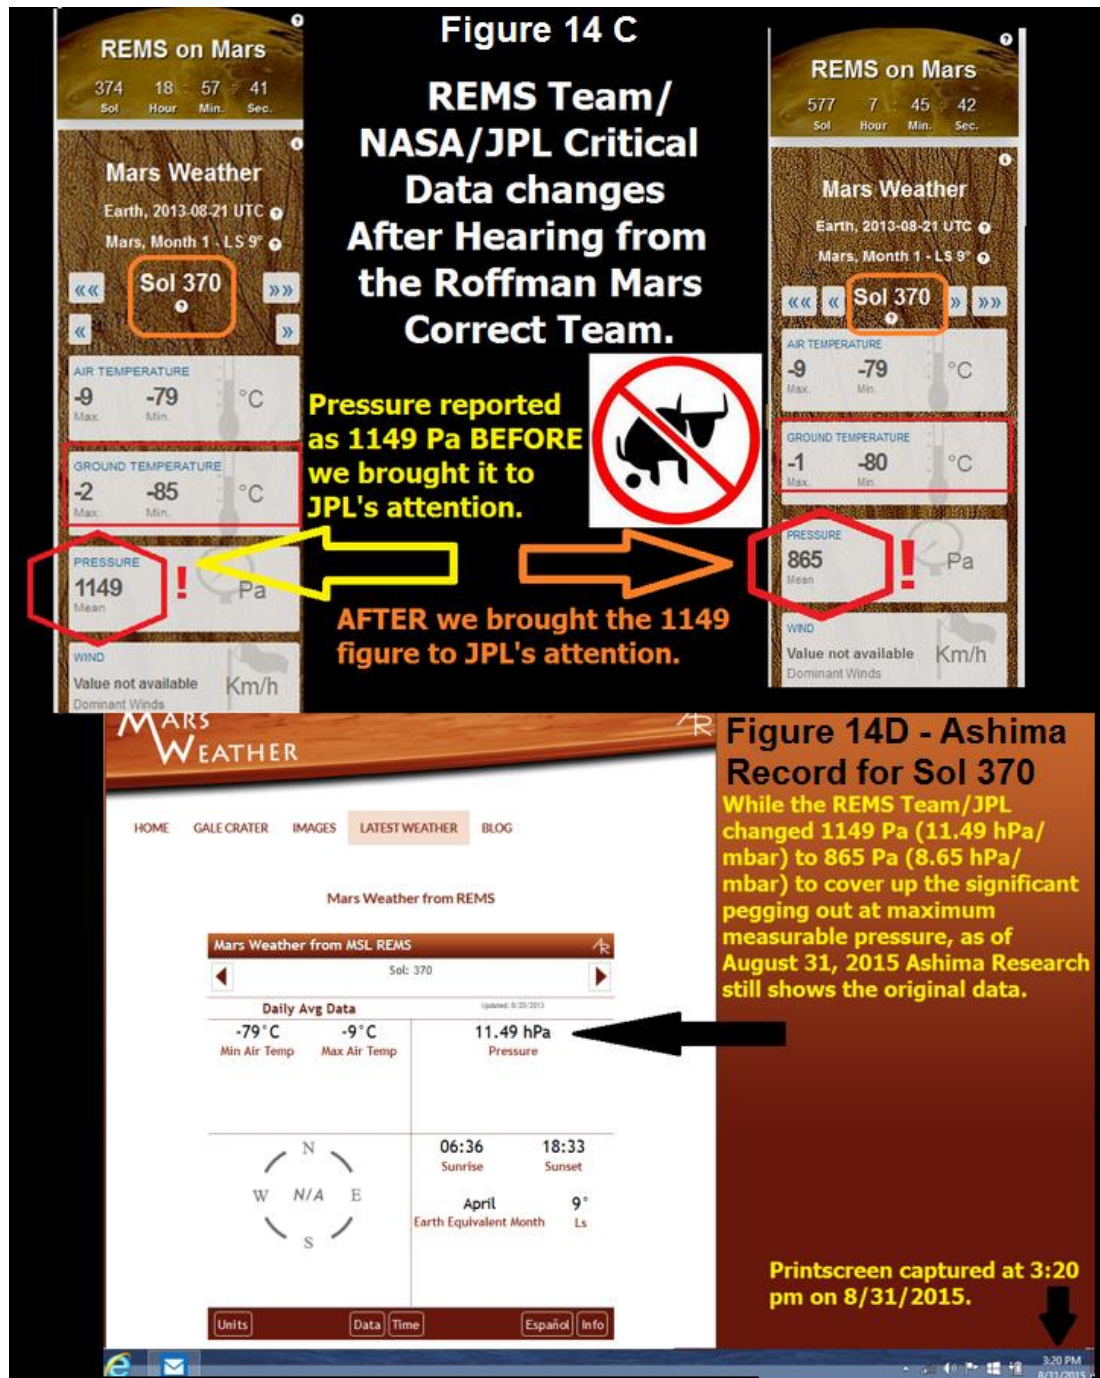 Figure 14 C
REMS Team/
NASA/JPL Critical
Data changes
After Hearing from
the Roffman Mars
Correct Team.
REMS on Mars
374 18 : 57 : 41
Sol Hour Min. Sec.
Mars Weather
Earth, 2013-08-21 UTC ?
Mars, Month 1 - LS 9° ?
«« Sol 370 »»
?
« »
AIR TEMPERATURE
-9 -79 °C
Max. Min.
GROUND TEMPERATURE
-2 -85 °C
Max. Min.
PRESSURE
1149 ! Pa
Mean
WIND
Value not available Km/h
Dominant Winds
Pressure reported
as 1149 Pa BEFORE
we brought it to
JPL's attention.
AFTER we brought the 1149
figure to JPL's attention.
REMS on Mars
577 7 : 45 : 42
Sol Hour Min. Sec.
Mars Weather
Earth, 2013-08-21 UTC ?
Mars, Month 1 - LS 9° ?
«« « Sol 370 » »»
?
AIR TEMPERATURE
-9 -79 °C
Max. Min.
GROUND TEMPERATURE
-1 -80 °C
Max. Min.
PRESSURE
865 ! Pa
Mean
WIND
Value not available Km/h
Dominant Winds
MARS
WEATHER
AR
HOME GALE CRATER IMAGES LATEST WEATHER BLOG
Mars Weather from REMS
Mars Weather from MSL REMS AR
Sol: 370
Daily Avg Data Updated: 8/20/2013
-79°C -9°C 11.49 hPa
Min Air Temp Max Air Temp Pressure
N
W N/A E
S
06:36 18:33
Sunrise Sunset
April 9°
Earth Equivalent Month Ls
Units Data Time Español Info
Figure 14D - Ashima
Record for Sol 370
While the REMS Team/JPL
changed 1149 Pa (11.49 hPa/
mbar) to 865 Pa (8.65 hPa/
mbar) to cover up the significant
pegging out at maximum
measurable pressure, as of
August 31, 2015 Ashima Research
still shows the original data.
Printscreen captured at 3:20
pm on 8/31/2015.
3:20 PM
8/31/2015